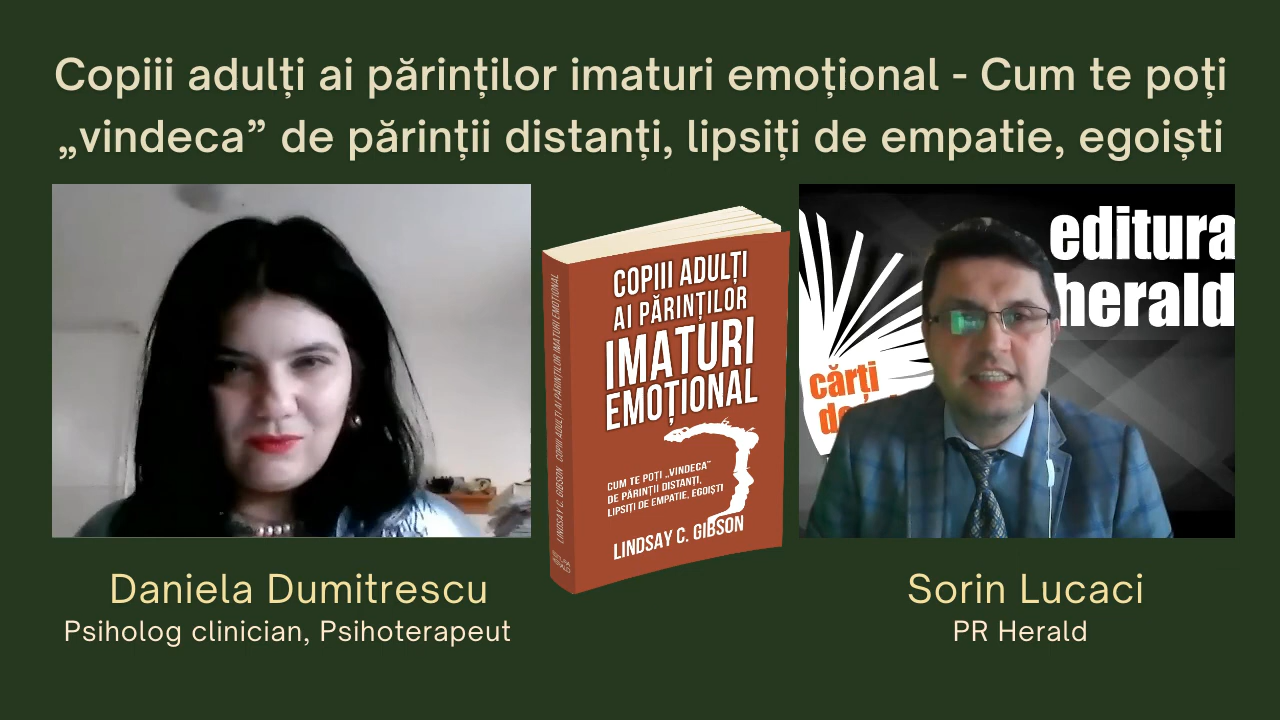 Copiii adulți ai părinților imaturi emoțional - Cum te poți
„vindeca” de părinții distanți, lipsiți de empatie, egoiști
COPIII ADULȚI AI PĂRINȚILOR IMATURI EMOȚIONAL
LINDSAY C. GIBSON
COPIII ADULȚI
AI PĂRINȚILOR
IMATURI
EMOȚIONAL
CUM TE POȚI „VINDECA”
DE PĂRINȚII DISTANȚI,
LIPSIȚI DE EMPATIE, EGOIȘTI
LINDSAY C. GIBSON
editura
herald
cărți
Daniela Dumitrescu
Psiholog clinician, Psihoterapeut
Sorin Lucaci
PR Herald